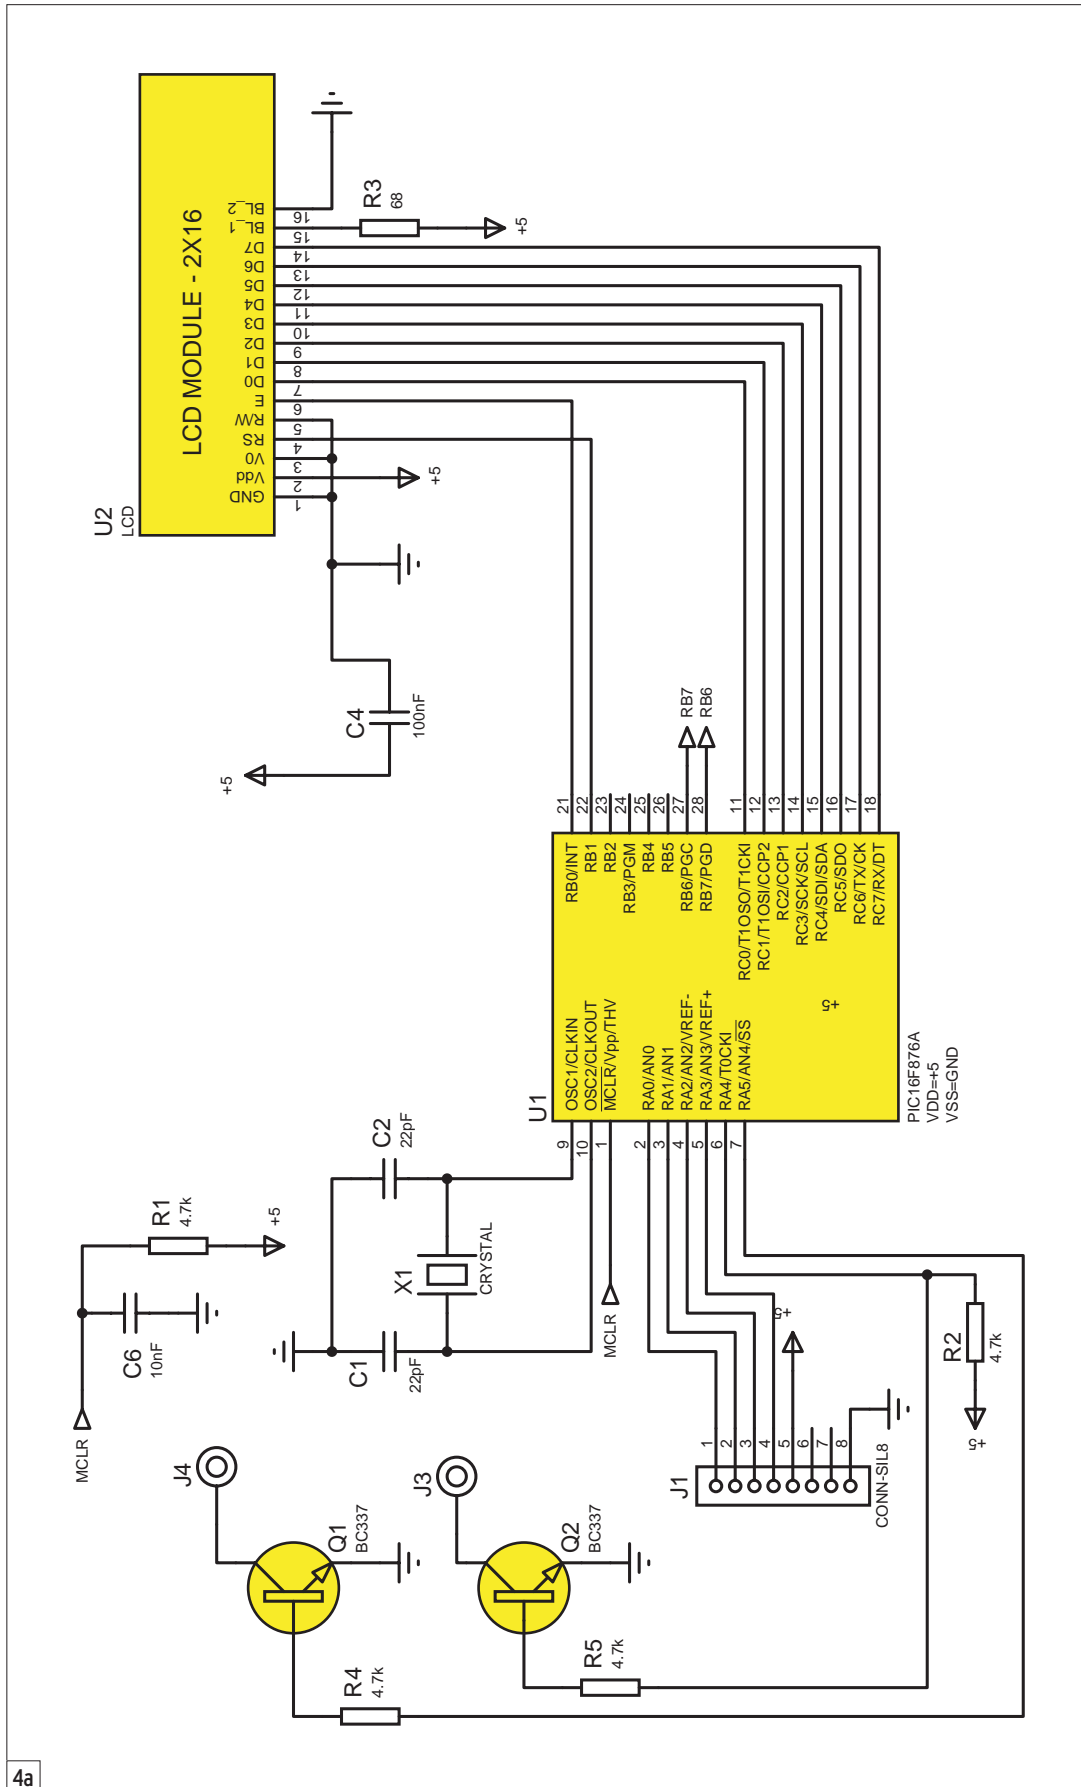 U2
LCD
LCD MODULE - 2X16
GND
Vdd
V0
RS
R/W
E
D0
D1
D2
D3
D4
D5
D6
D7
BL_1
BL_2
1
2
3
4
5
6
7
8
9
10
11
12
13
14
15
16
R3
68
+5
+5
C4
100nF
+5
RB7
RB6
U1
PIC16F876A
VDD=+5
VSS=GND
+5
21
22
23
24
25
26
27
28
11
12
13
14
15
16
17
18
RB0/INT
RB1
RB2
RB3/PGM
RB4
RB5
RB6/PGC
RB7/PGD
RC0/T1OSO/T1CKI
RC1/T1OSI/CCP2
RC2/CCP1
RC3/SCK/SCL
RC4/SDI/SDA
RC5/SDO
RC6/TX/CK
RC7/RX/DT
OSC1/CLKIN
OSC2/CLKOUT
MCLR/Vpp/THV
RA0/AN0
RA1/AN1
RA2/AN2/VREF-
RA3/AN3/VREF+
RA4/T0CKI
RA5/AN4/SS
9
10
1
2
3
4
5
6
7
C2
22pF
X1
CRYSTAL
C1
22pF
MCLR
R1
4.7k
+5
C6
10nF
MCLR
J4
Q1
BC337
J3
Q2
BC337
R4
4.7k
R5
4.7k
J1
CONN-SIL8
1
2
3
4
5
6
7
8
+5
R2
4.7k
+5
4a